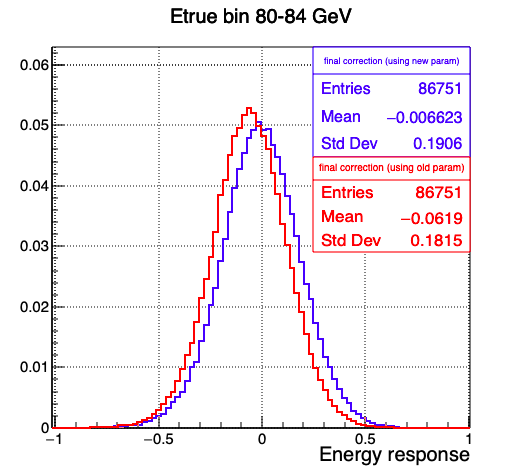 Etrue bin 80-84 GeV
final correction (using new param)
Entries 86751
Mean −0.006623
Std Dev 0.1906
final correction (using old param)
Entries 86751
Mean −0.0619
Std Dev 0.1815
0.06
0.05
0.04
0.03
0.02
0.01
0
−1 −0.5 0 0.5 1
Energy response